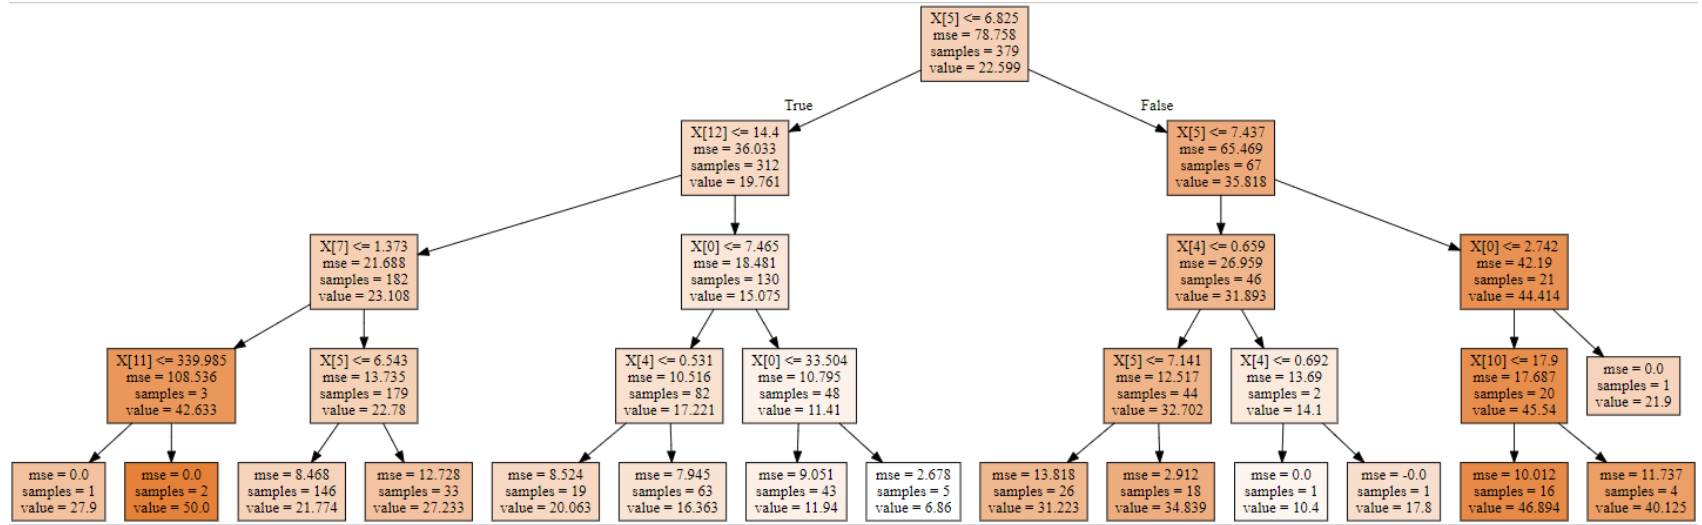 X[5] <= 6.825
mse = 78.758
samples = 379
value = 22.599
True
False
X[12] <= 14.4
mse = 36.033
samples = 312
value = 19.761
X[5] <= 7.437
mse = 65.469
samples = 67
value = 35.818
X[7] <= 1.373
mse = 21.688
samples = 182
value = 23.108
X[0] <= 7.465
mse = 18.481
samples = 130
value = 15.075
X[4] <= 0.659
mse = 26.959
samples = 46
value = 31.893
X[0] <= 2.742
mse = 42.19
samples = 21
value = 44.414
X[11] <= 339.985
mse = 108.536
samples = 3
value = 42.633
X[5] <= 6.543
mse = 13.735
samples = 179
value = 22.78
X[4] <= 0.531
mse = 10.516
samples = 82
value = 17.221
X[0] <= 33.504
mse = 10.795
samples = 48
value = 11.41
X[5] <= 7.141
mse = 12.517
samples = 44
value = 32.702
X[4] <= 0.692
mse = 13.69
samples = 2
value = 14.1
X[10] <= 17.9
mse = 17.687
samples = 20
value = 45.54
mse = 0.0
samples = 1
value = 21.9
mse = 0.0
samples = 1
value = 27.9
mse = 0.0
samples = 2
value = 50.0
mse = 8.468
samples = 146
value = 21.774
mse = 12.728
samples = 33
value = 27.233
mse = 8.524
samples = 19
value = 20.063
mse = 7.945
samples = 63
value = 16.363
mse = 9.051
samples = 43
value = 11.94
mse = 2.678
samples = 5
value = 6.86
mse = 13.818
samples = 26
value = 31.223
mse = 2.912
samples = 18
value = 34.839
mse = 0.0
samples = 1
value = 10.4
mse = -0.0
samples = 1
value = 17.8
mse = 10.012
samples = 16
value = 46.894
mse = 11.737
samples = 4
value = 40.125